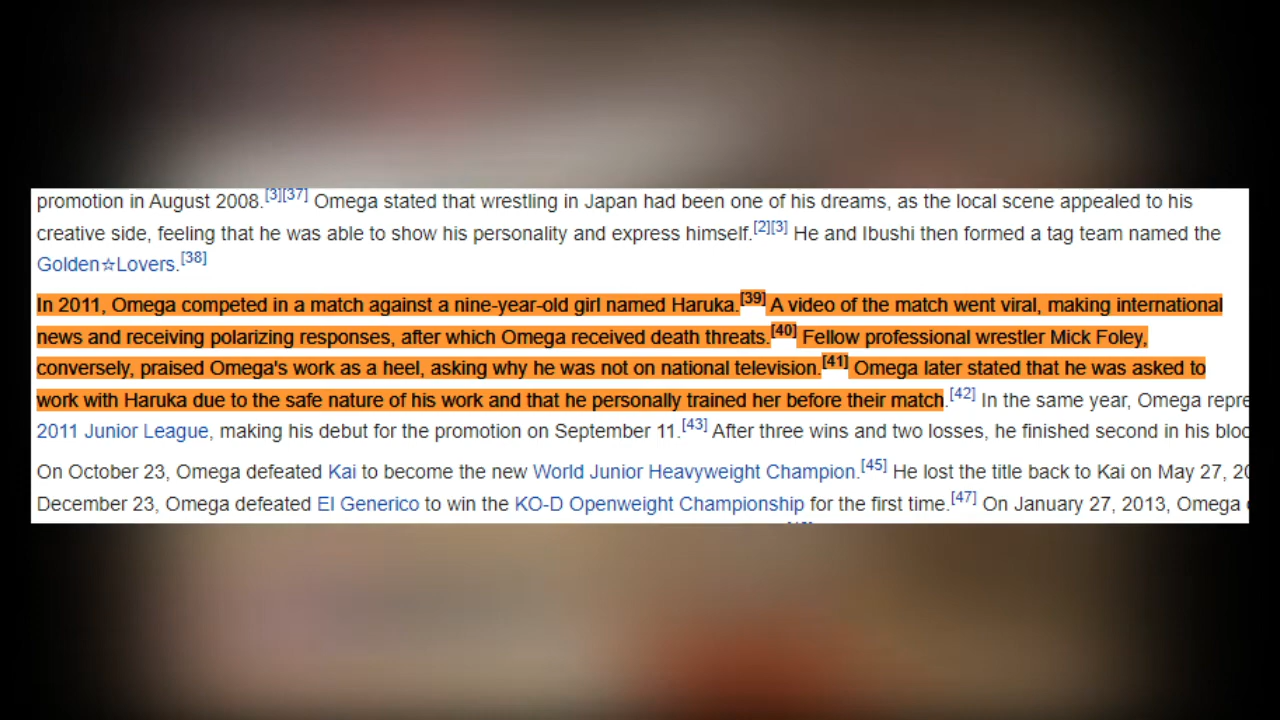 promotion in August 2008.[3][37] Omega stated that wrestling in Japan had been one of his dreams, as the local scene appealed to his
creative side, feeling that he was able to show his personality and express himself.[2][3] He and Ibushi then formed a tag team named the
Golden☆Lovers.[38]
In 2011, Omega competed in a match against a nine-year-old girl named Haruka.[39] A video of the match went viral, making international
news and receiving polarizing responses, after which Omega received death threats.[40] Fellow professional wrestler Mick Foley,
conversely, praised Omega's work as a heel, asking why he was not on national television.[41] Omega later stated that he was asked to
work with Haruka due to the safe nature of his work and that he personally trained her before their match.[42] In the same year, Omega repre
2011 Junior League, making his debut for the promotion on September 11.[43] After three wins and two losses, he finished second in his bloc
On October 23, Omega defeated Kai to become the new World Junior Heavyweight Champion.[45] He lost the title back to Kai on May 27, 20
December 23, Omega defeated El Generico to win the KO-D Openweight Championship for the first time.[47] On January 27, 2013, Omega